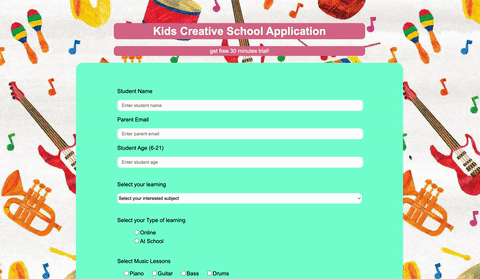 Kids Creative School Application
get free 30 minutes trial!
Student Name
Enter student name
Parent Email
Enter parent email
Student Age (6-21)
Enter student age
Select your learning
Select your interested subject
Select your Type of learning
Online
At School
Select Music Lessons
Piano Guitar Bass Drums